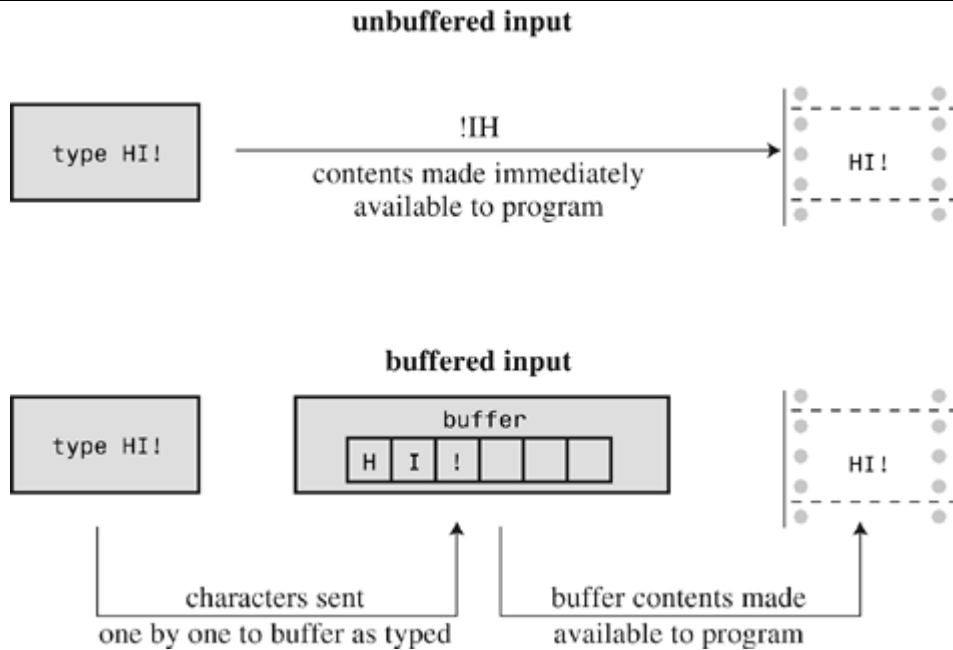 unbuffered input
type HI!
!IH
contents made immediately
available to program
HI!
buffered input
type HI!
buffer
H I !
HI!
characters sent
one by one to buffer as typed
buffer contents made
available to program